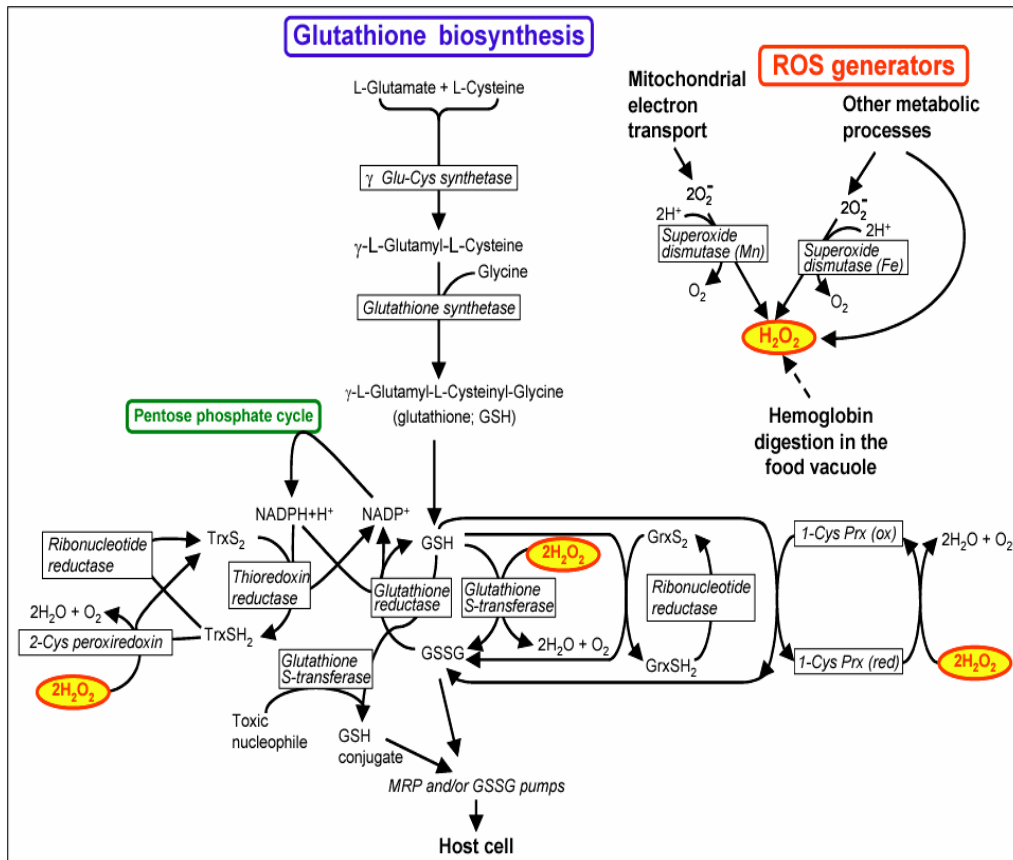 Glutathione biosynthesis
L-Glutamate + L-Cysteine
γ Glu-Cys synthetase
γ-L-Glutamyl-L-Cysteine
Glycine
Glutathione synthetase
γ-L-Glutamyl-L-Cysteinyl-Glycine
(glutathione; GSH)
ROS generators
Mitochondrial
electron
transport
Other metabolic
processes
2O₂⁻
2O₂⁻
2H⁺
2H⁺
Superoxide
dismutase (Mn)
Superoxide
dismutase (Fe)
O₂
O₂
H₂O₂
Hemoglobin
digestion in the
food vacuole
Pentose phosphate cycle
NADPH+H⁺
NADP⁺
Ribonucleotide
reductase
TrxS₂
Thioredoxin
reductase
2H₂O + O₂
2-Cys peroxiredoxin
TrxSH₂
2H₂O₂
Glutathione
reductase
GSH
2H₂O₂
Glutathione
S-transferase
GSSG
2H₂O + O₂
GrxS₂
Ribonucleotide
reductase
GrxSH₂
1-Cys Prx (ox)
2H₂O + O₂
1-Cys Prx (red)
2H₂O₂
Glutathione
S-transferase
Toxic
nucleophile
GSH
conjugate
MRP and/or GSSG pumps
Host cell